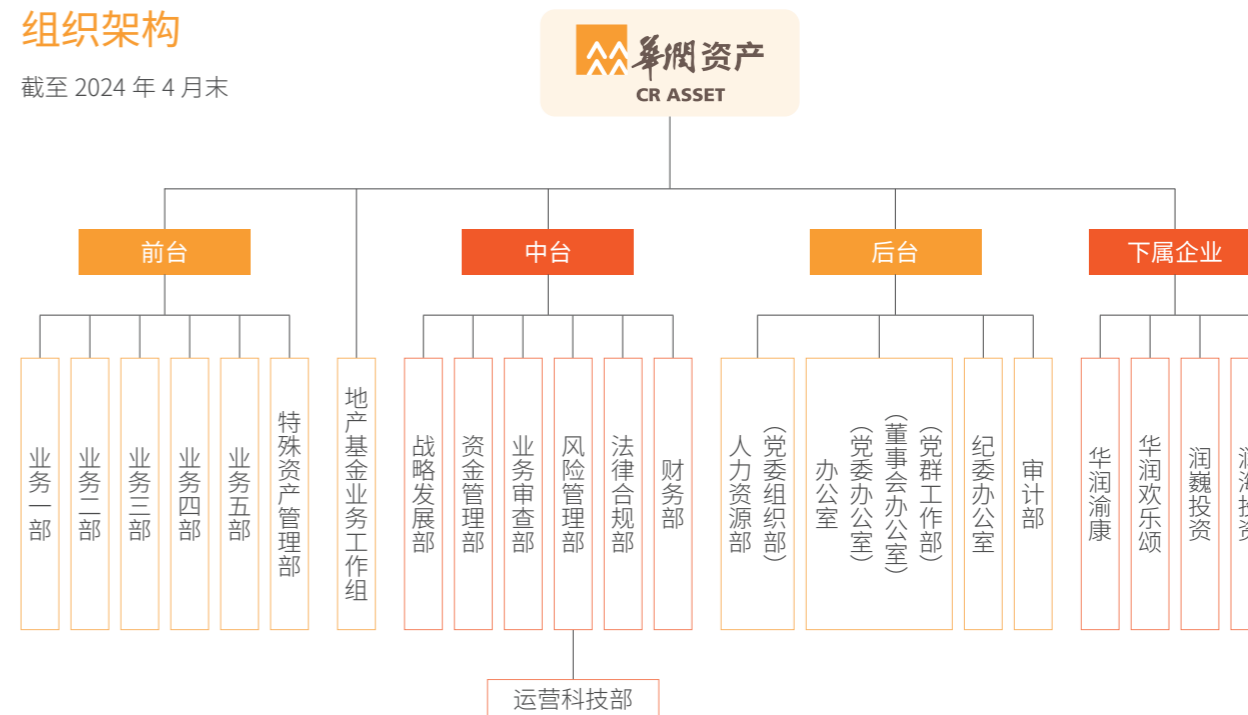 组织架构
截至 2024 年 4 月末
華潤资产
CR ASSET
前台
中台
后台
下属企业
业务一部
业务二部
业务三部
业务四部
业务五部
特殊资产管理部
地产基金业务工作组
战略发展部
资金管理部
业务审查部
风险管理部
法律合规部
财务部
人力资源部
（党委组织部）
办公室
（党委办公室）
（董事会办公室）
（党群工作部）
纪委办公室
审计部
华润渝康
华润欢乐颂
润巍投资
运营科技部